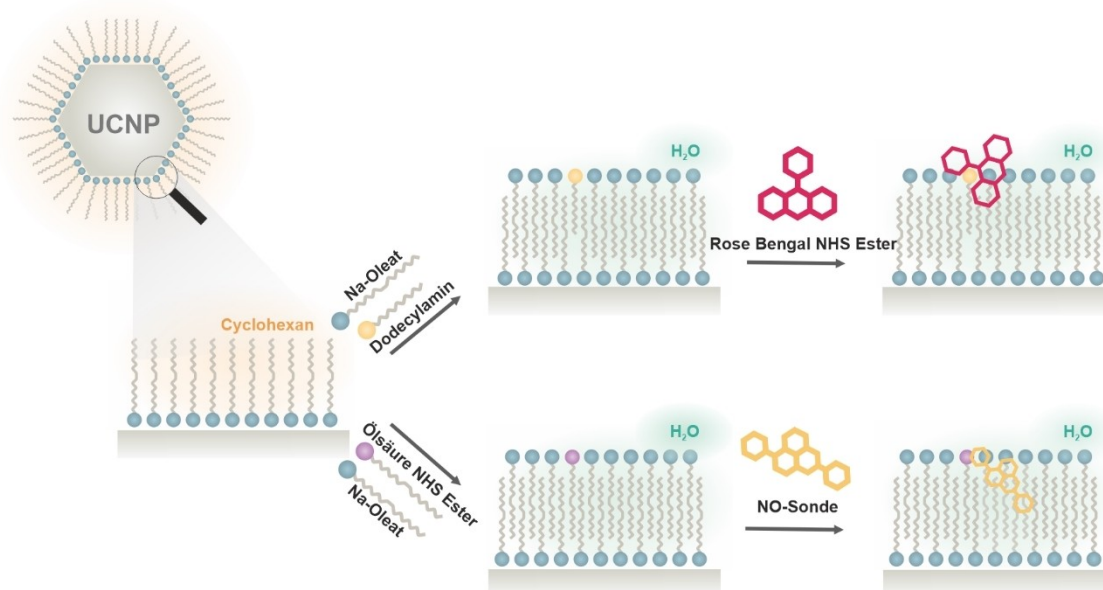 UCNP
Cyclohexan
Na-Oleat
Dodecylamin
H₂O
Rose Bengal NHS Ester
H₂O
Ölsäure NHS Ester
Na-Oleat
H₂O
NO-Sonde
H₂O